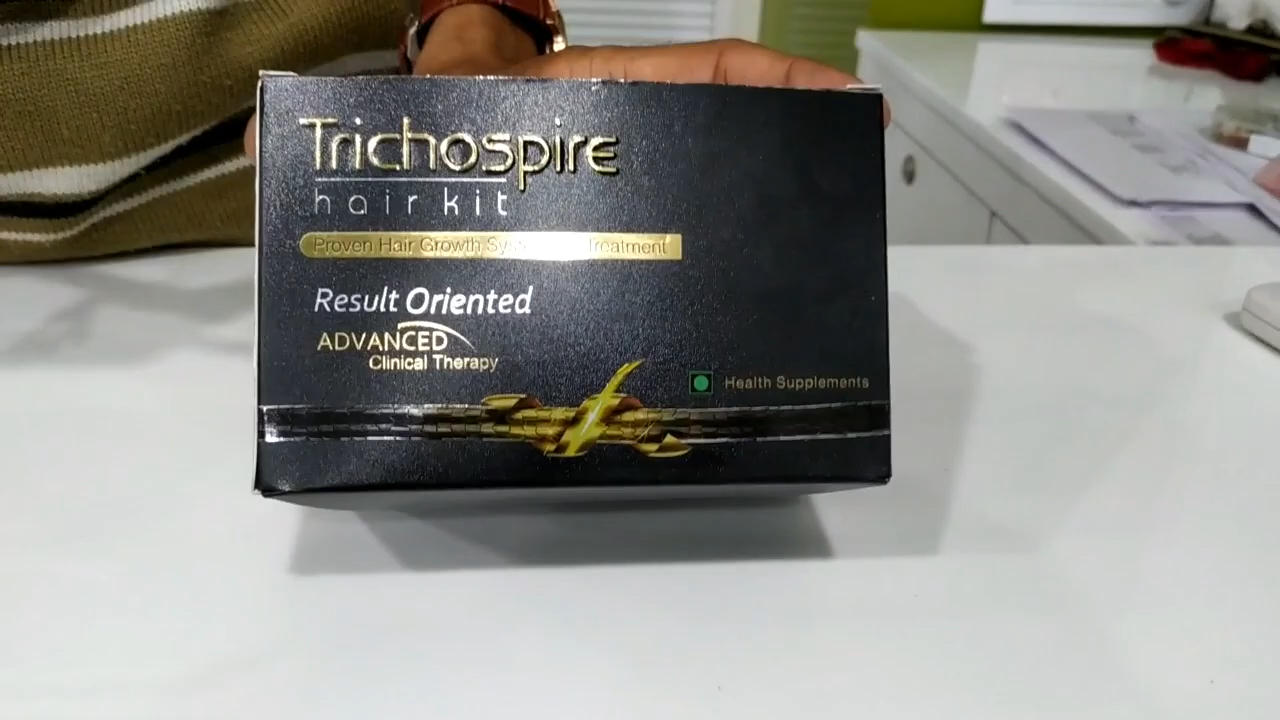 Trichospire
hair kit
Proven Hair Growth Treatment
Result Oriented
ADVANCED
Clinical Therapy
Health Supplements